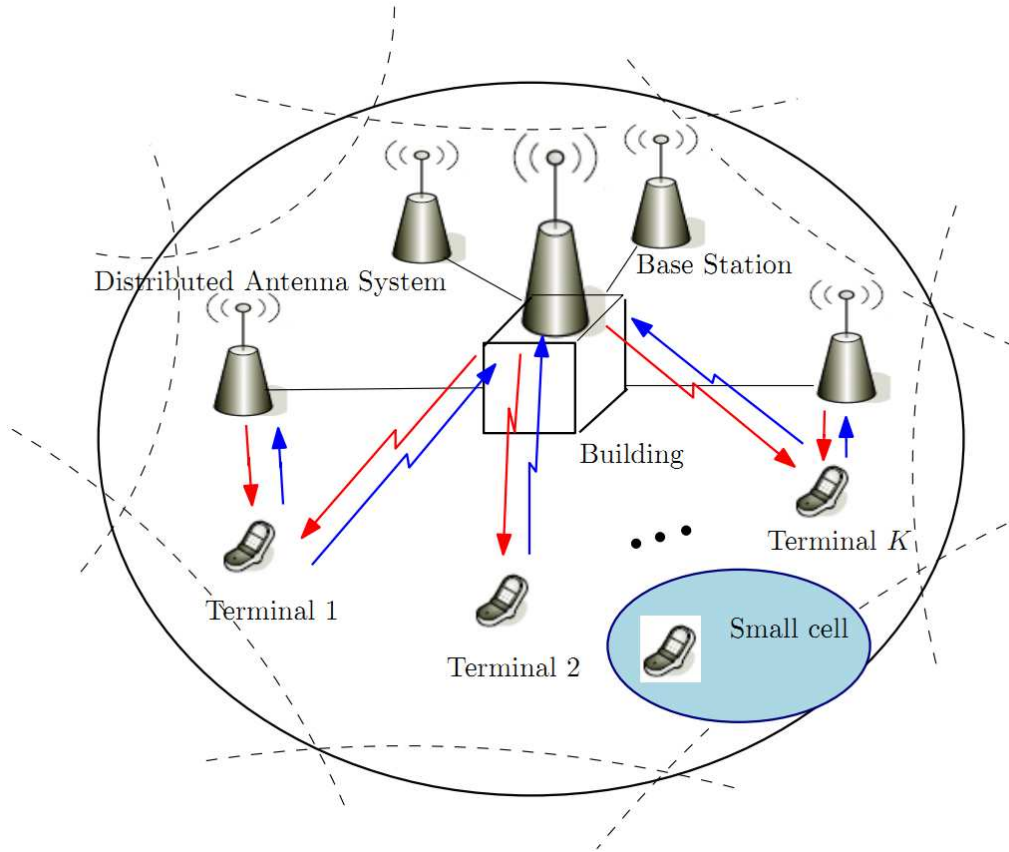 Base Station
Distributed Antenna System
Building
Terminal K
Terminal 1
Small cell
Terminal 2